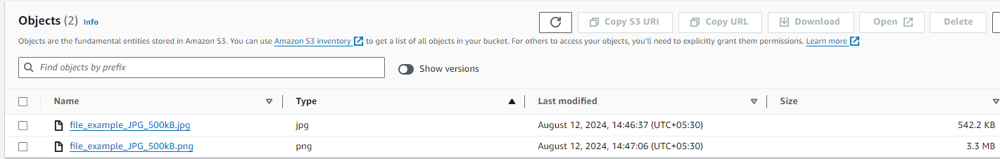 Objects (2) Info
Copy S3 URI Copy URL Download Open Delete
Objects are the fundamental entities stored in Amazon S3. You can use Amazon S3 inventory to get a list of all objects in your bucket. For others to access your objects, you'll need to explicitly grant them permissions. Learn more
Find objects by prefix Show versions
Name Type Last modified Size
file_example_JPG_500kB.jpg jpg August 12, 2024, 14:46:37 (UTC+05:30) 542.2 KB
file_example_JPG_500kB.png png August 12, 2024, 14:47:06 (UTC+05:30) 3.3 MB